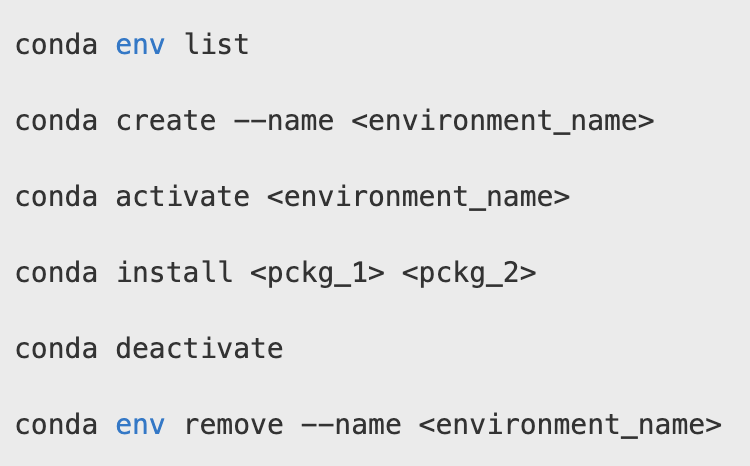 conda env list
conda create --name <environment_name>
conda activate <environment_name>
conda install <pckg_1> <pckg_2>
conda deactivate
conda env remove --name <environment_name>